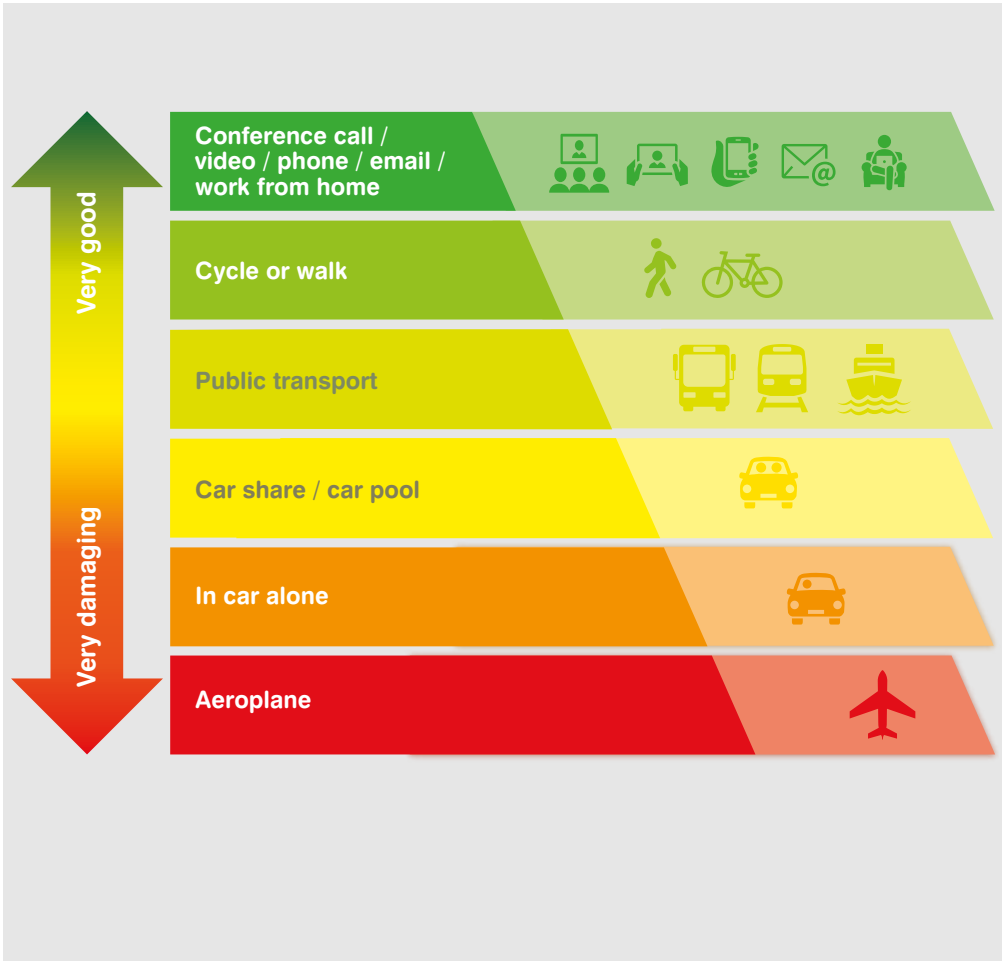 Very good
Very damaging
Conference call /
video / phone / email /
work from home
@
Cycle or walk
Public transport
Car share / car pool
In car alone
Aeroplane